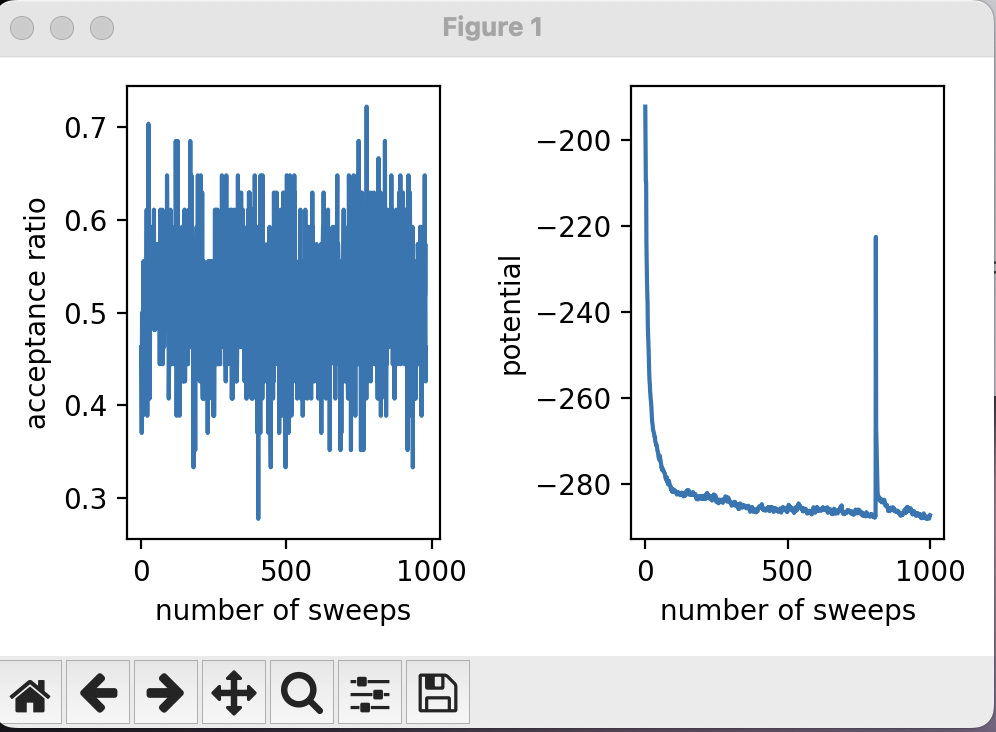 Figure 1
acceptance ratio
0.7
0.6
0.5
0.4
0.3
0 500 1000
number of sweeps
potential
−200
−220
−240
−260
−280
0 500 1000
number of sweeps